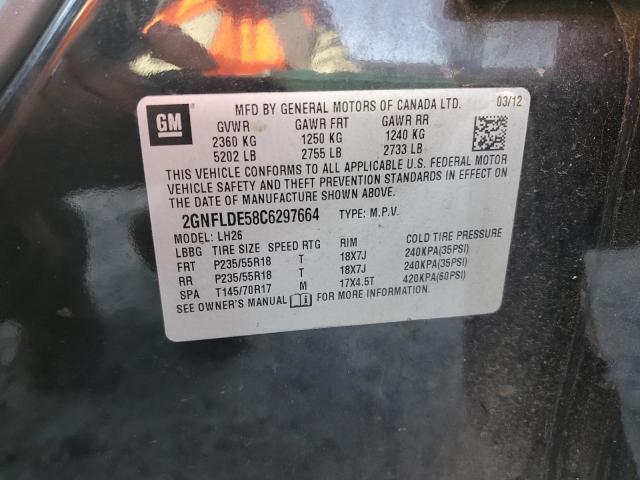 GM
MFD BY GENERAL MOTORS OF CANADA LTD. 03/12
GVWR GAWR FRT GAWR RR
2360 KG 1250 KG 1240 KG
5202 LB 2755 LB 2733 LB
THIS VEHICLE CONFORMS TO ALL APPLICABLE U.S. FEDERAL MOTOR
VEHICLE SAFETY AND THEFT PREVENTION STANDARDS IN EFFECT ON
THE DATE OF MANUFACTURE SHOWN ABOVE.
2GNFLDE58C6297664 TYPE: M.P.V.
MODEL: LH26
LBBG TIRE SIZE SPEED RTG RIM COLD TIRE PRESSURE
FRT P235/55R18 T 18X7J 240KPA(35PSI)
RR P235/55R18 T 18X7J 240KPA(35PSI)
SPA T145/70R17 M 17X4.5T 420KPA(60PSI)
SEE OWNER'S MANUAL FOR MORE INFORMATION.